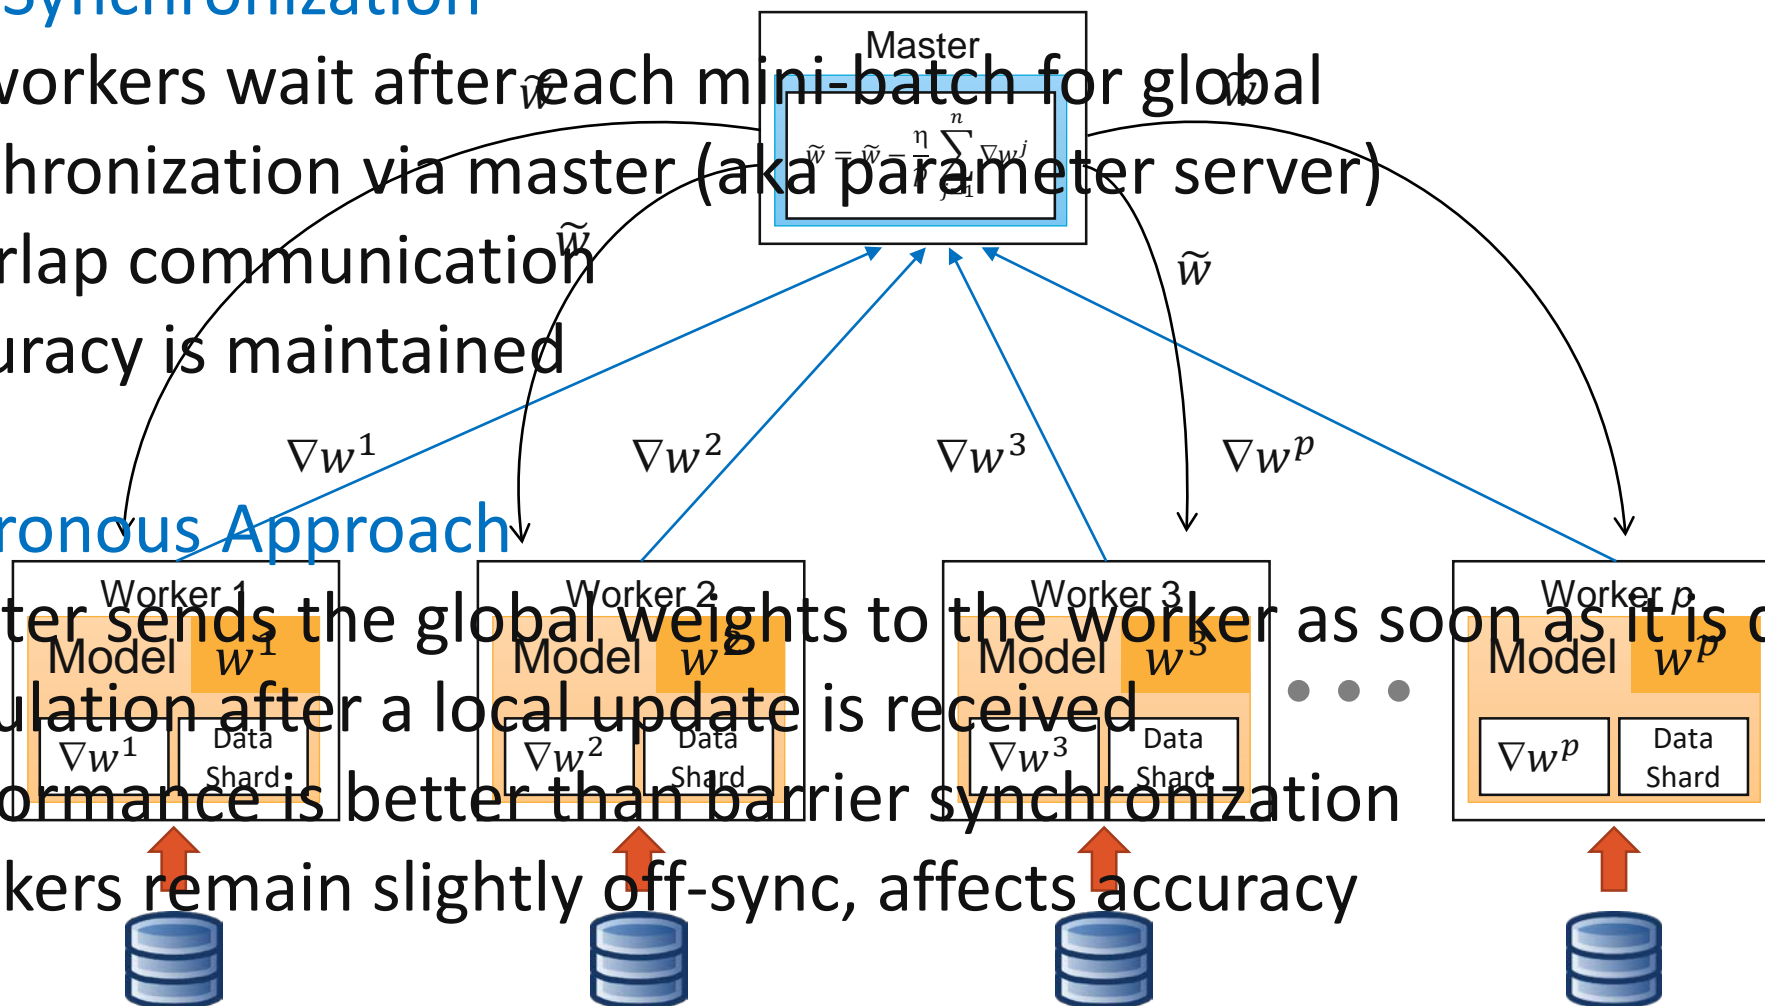 Synchronization
Master
workers wait after each mini-batch for global
w̃ w̃
w̃ = w̃ − η/p ∑ⁿⱼ₌₁ ∇wʲ
hronization via master (aka parameter server)
rlap communication
w̃ w̃
uracy is maintained
∇w¹ ∇w² ∇w³ ∇wᵖ
ronous Approach
Worker 1 Worker 2 Worker 3 Worker p
ter sends the global weights to the worker as soon as it is
Model w¹ Model w² Model w³ Model wᵖ
ulation after a local update is received
∇w¹ Data Shard ∇w² Data Shard ∇w³ Data Shard ∇wᵖ Data Shard
ormance is better than barrier synchronization
kers remain slightly off-sync, affects accuracy